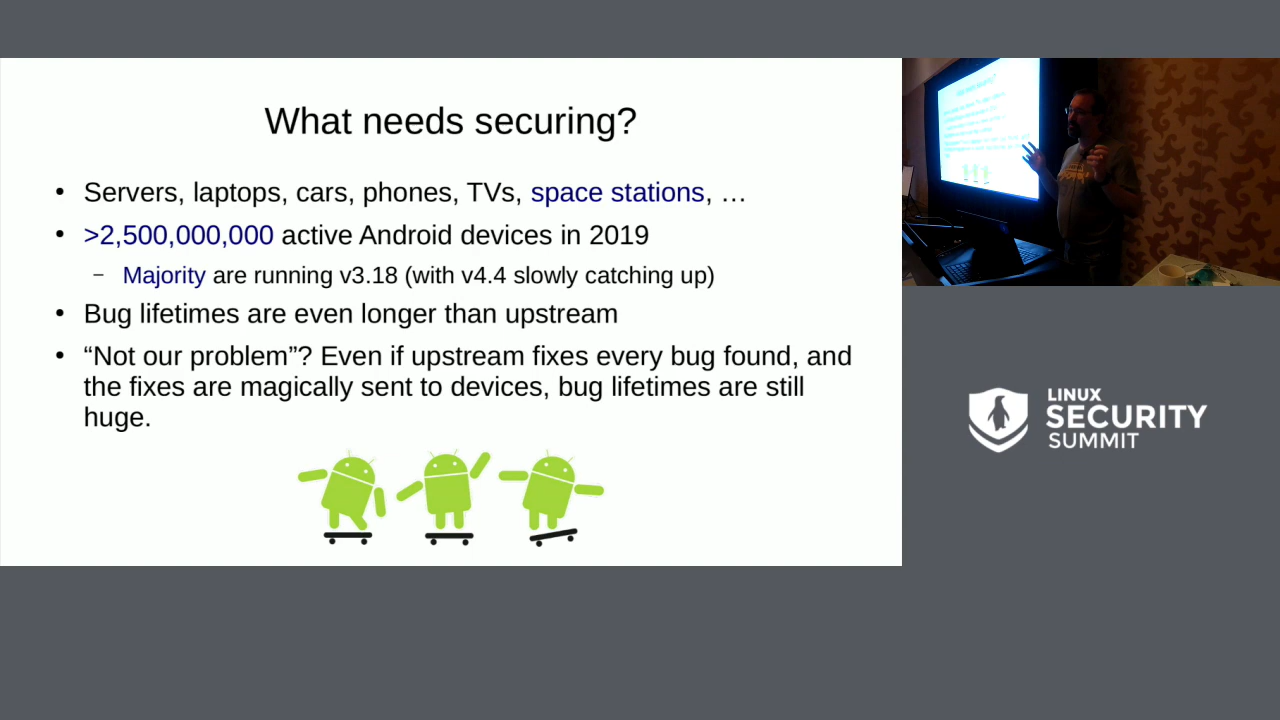 What needs securing?
• Servers, laptops, cars, phones, TVs, space stations, …
• >2,500,000,000 active Android devices in 2019
– Majority are running v3.18 (with v4.4 slowly catching up)
• Bug lifetimes are even longer than upstream
• “Not our problem”? Even if upstream fixes every bug found, and
the fixes are magically sent to devices, bug lifetimes are still
huge.
LINUX
SECURITY
SUMMIT